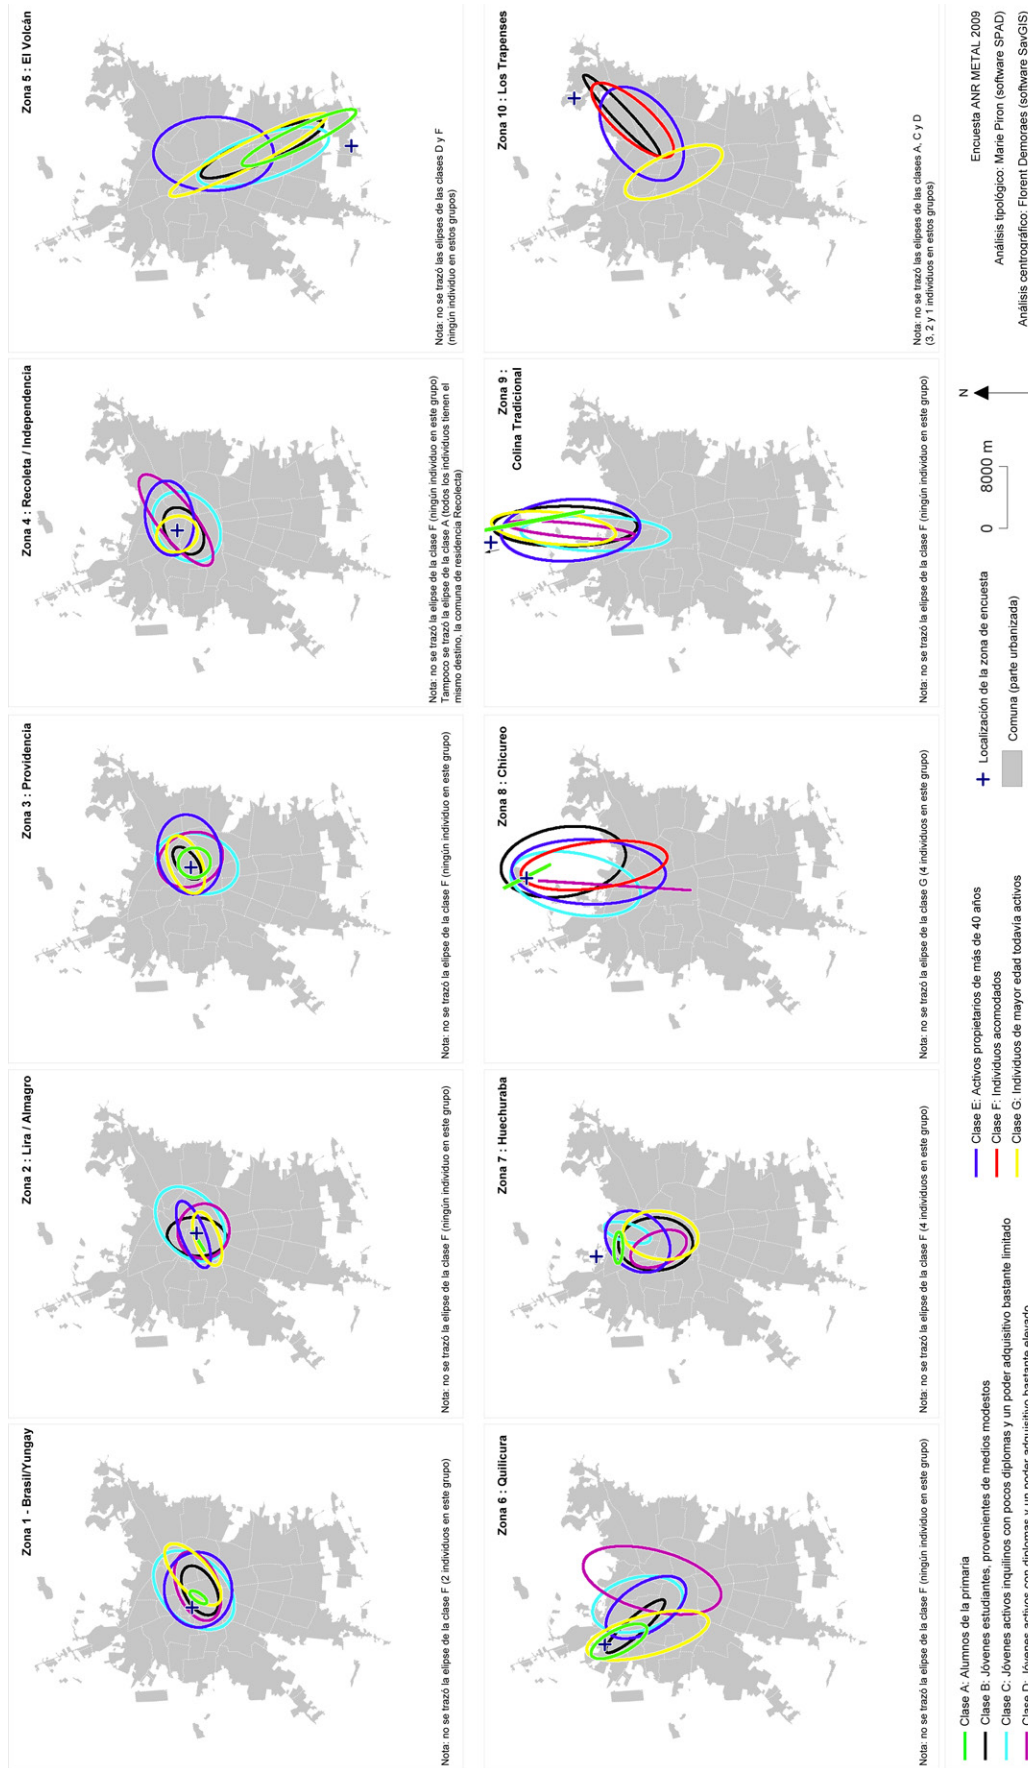 Zona 1 - Brasil/Yungay
Nota: no se trazó la elipse de la clase F (2 individuos en este grupo)
Zona 2 : Lira / Almagro
Nota: no se trazó la elipse de la clase F (ningún individuo en este grupo)
Zona 3 : Providencia
Nota: no se trazó la elipse de la clase F (ningún individuo en este grupo)
Zona 4 : Recoleta / Independencia
Nota: no se trazó la elipse de la clase F (ningún individuo en este grupo)
Tampoco se trazó la elipse de la clase A (todos los individuos tienen el
mismo destino, la comuna de residencia Recolecta)
Zona 5 : El Volcán
Nota: no se trazó las elipses de las clases D y F
(ningún individuo en estos grupos)
Zona 6 : Quilicura
Nota: no se trazó la elipse de la clase F (ningún individuo en este grupo)
Zona 7 : Huechuraba
Nota: no se trazó la elipse de la clase F (4 individuos en este grupo)
Zona 8 : Chicureo
Nota: no se trazó la elipse de la clase G (4 individuos en este grupo)
Zona 9 :
Colina Tradicional
Nota: no se trazó la elipse de la clase F (ningún individuo en este grupo)
Zona 10 : Los Trapenses
Nota: no se trazó las elipses de las clases A, C y D
(3, 2 y 1 individuos en estos grupos)
Clase A: Alumnos de la primaria
Clase B: Jóvenes estudiantes, provenientes de medios modestos
Clase C: Jóvenes activos inquilinos con pocos diplomas y un poder adquisitivo bastante limitado
Clase D: Jóvenes activos con diplomas y un poder adquisitivo bastante elevado
Clase E: Activos propietarios de más de 40 años
Clase F: Individuos acomodados
Clase G: Individuos de mayor edad todavía activos
Localización de la zona de encuesta
Comuna (parte urbanizada)
0 8000 m
N
Encuesta ANR METAL 2009
Análisis tipológico: Marie Piron (software SPAD)
Análisis centrográfico: Florent Demoraes (software SavGIS)